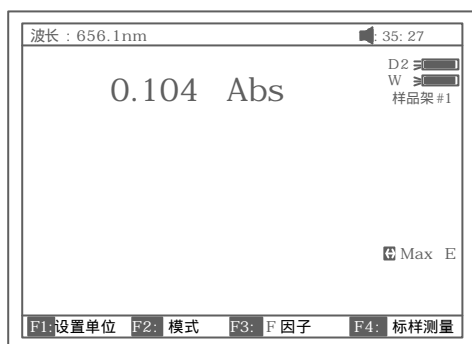 波长：656.1nm : 35: 27
0.104 Abs
D2
W
样品架#1
Max E
F1:设置单位 F2: 模式 F3: F因子 F4: 标样测量